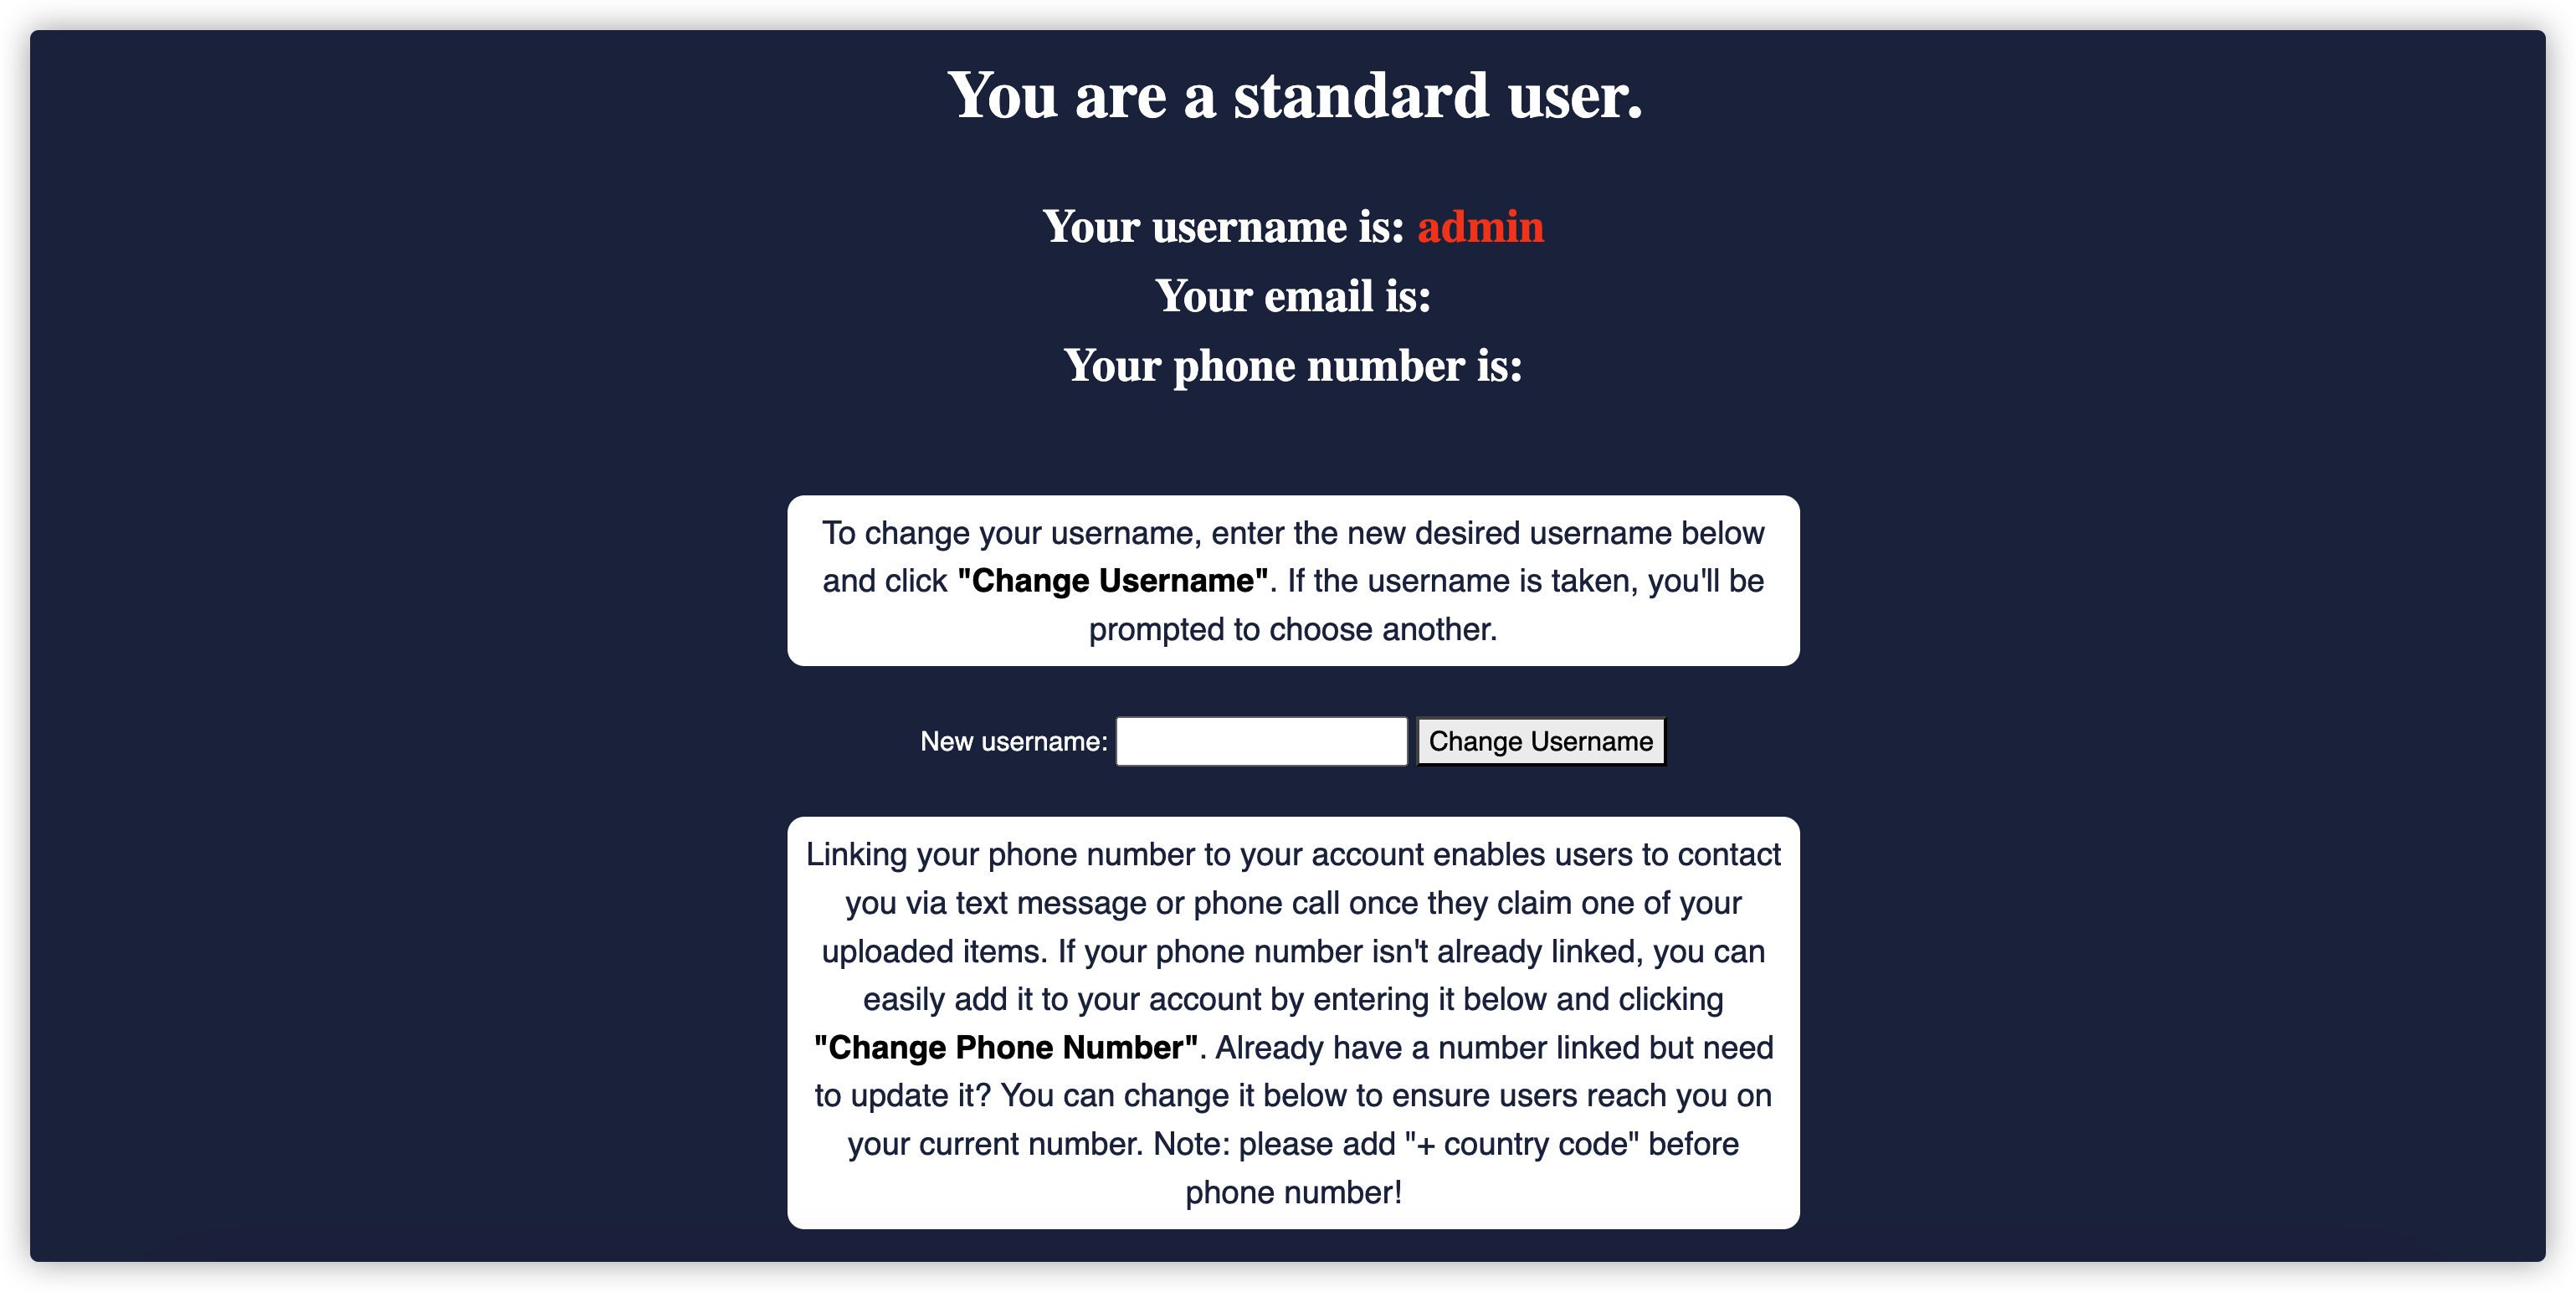 You are a standard user.
Your username is: admin
Your email is:
Your phone number is:
To change your username, enter the new desired username below
and click "Change Username". If the username is taken, you'll be
prompted to choose another.
New username: Change Username
Linking your phone number to your account enables users to contact
you via text message or phone call once they claim one of your
uploaded items. If your phone number isn't already linked, you can
easily add it to your account by entering it below and clicking
"Change Phone Number". Already have a number linked but need
to update it? You can change it below to ensure users reach you on
your current number. Note: please add "+ country code" before
phone number!